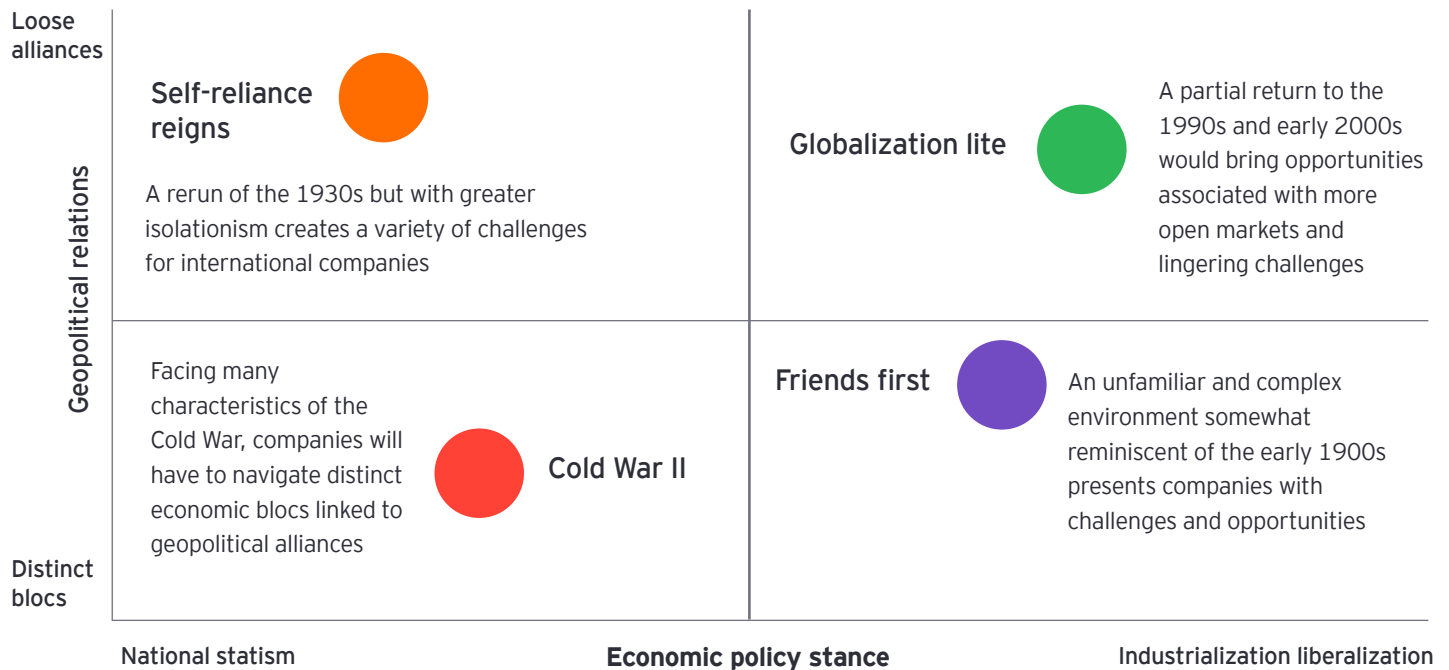 Loose
alliances
Geopolitical relations
Distinct
blocs
Self-reliance
reigns
A rerun of the 1930s but with greater
isolationism creates a variety of challenges
for international companies
Globalization lite
A partial return to the
1990s and early 2000s
would bring opportunities
associated with more
open markets and
lingering challenges
Facing many
characteristics of the
Cold War, companies will
have to navigate distinct
economic blocs linked to
geopolitical alliances
Cold War II
Friends first
An unfamiliar and complex
environment somewhat
reminiscent of the early 1900s
presents companies with
challenges and opportunities
National statism
Economic policy stance
Industrialization liberalization